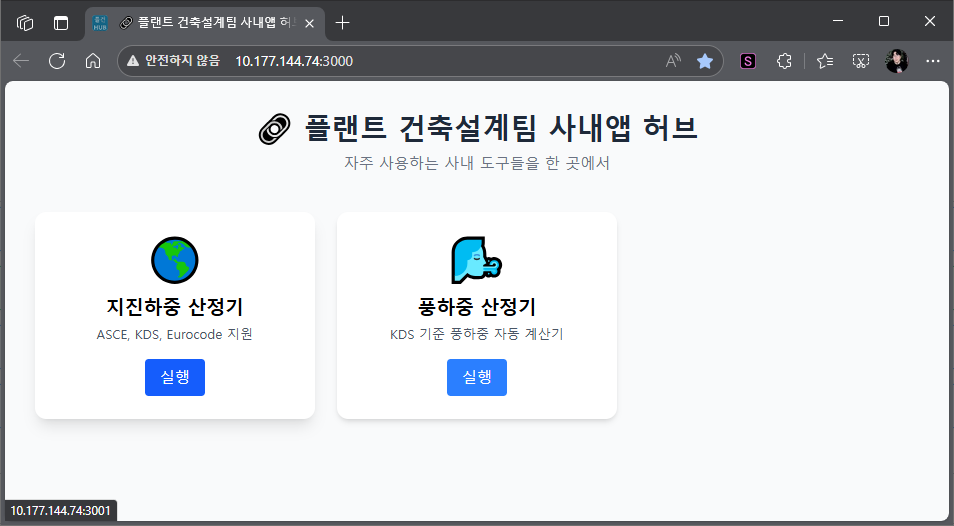 플랜트 건축설계팀 사내앱 허브
안전하지 않음 10.177.144.74:3000
플랜트 건축설계팀 사내앱 허브
자주 사용하는 사내 도구들을 한 곳에서
지진하중 산정기
ASCE, KDS, Eurocode 지원
실행
풍하중 산정기
KDS 기준 풍하중 자동 계산기
실행
10.177.144.74:3001